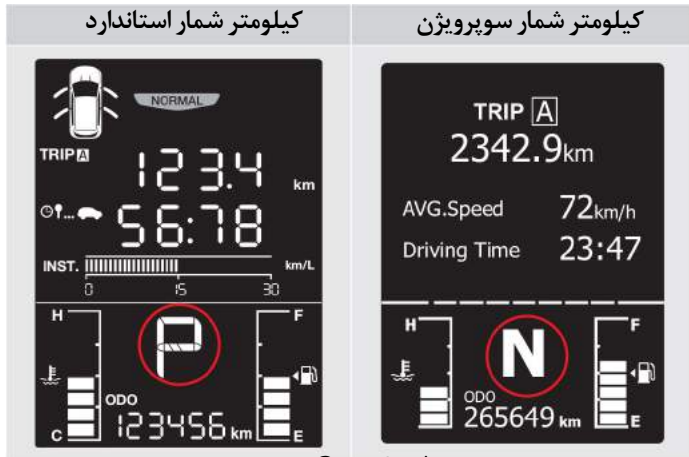 کیلومتر شمار استاندارد
کیلومتر شمار سوپرویژن
NORMAL
TRIP A
123.4 km
56:78
INST.
km/L
0 15 30
H
C
P
F
E
ODO
123456 km
TRIP A
2342.9km
AVG.Speed 72km/h
Driving Time 23:47
H
N
F
E
ODO
265649 km